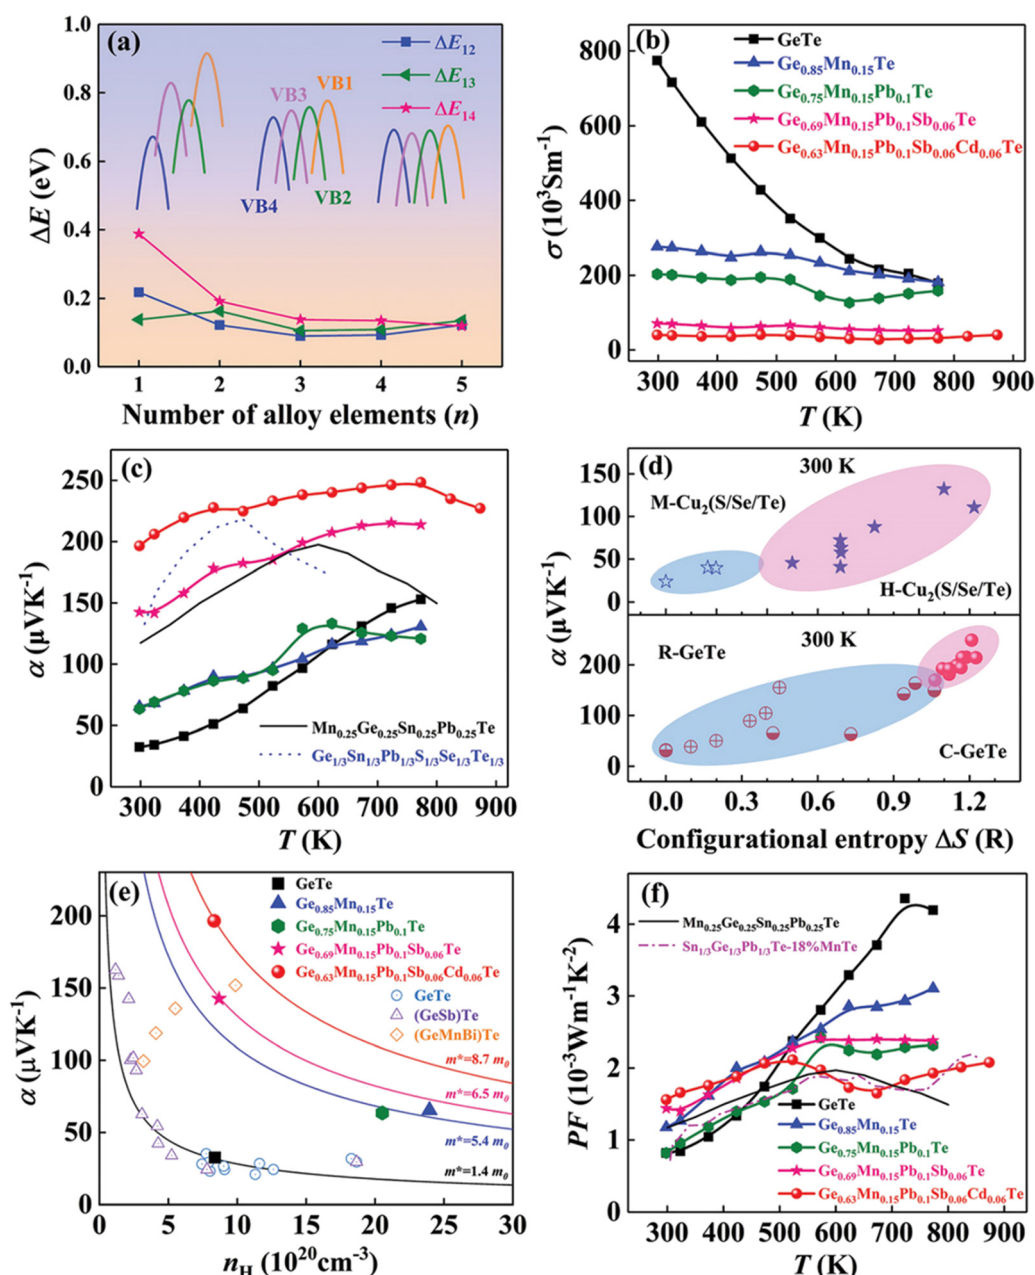 (a)
1.0
0.8
0.6
0.4
0.2
0.0
ΔE (eV)
ΔE12
ΔE13
ΔE14
VB3
VB1
VB4
VB2
1 2 3 4 5
Number of alloy elements (n)
(b)
800
600
400
200
0
σ (10³Sm⁻¹)
GeTe
Ge0.85Mn0.15Te
Ge0.75Mn0.15Pb0.1Te
Ge0.69Mn0.15Pb0.1Sb0.06Te
Ge0.63Mn0.15Pb0.1Sb0.06Cd0.06Te
300 400 500 600 700 800 900
T (K)
(c)
250
200
150
100
50
0
α (μVK⁻¹)
Mn0.25Ge0.25Sn0.25Pb0.25Te
Ge1/3Sn1/3Pb1/3S1/3Se1/3Te1/3
300 400 500 600 700 800 900
T (K)
(d)
300 K
150
100
50
0
M-Cu2(S/Se/Te)
H-Cu2(S/Se/Te)
α (μVK⁻¹)
300 K
300
200
100
0
R-GeTe
C-GeTe
0.0 0.3 0.6 0.9 1.2
Configurational entropy ΔS (R)
(e)
200
150
100
50
0
α (μVK⁻¹)
GeTe
Ge0.85Mn0.15Te
Ge0.75Mn0.15Pb0.1Te
Ge0.69Mn0.15Pb0.1Sb0.06Te
Ge0.63Mn0.15Pb0.1Sb0.06Cd0.06Te
GeTe
(GeSb)Te
(GeMnBi)Te
m*=8.7 m0
m*=6.5 m0
m*=5.4 m0
m*=1.4 m0
0 5 10 15 20 25 30
nH (10²⁰cm⁻³)
(f)
4
3
2
1
0
PF (10⁻³Wm⁻¹K⁻²)
Mn0.25Ge0.25Sn0.25Pb0.25Te
Sn1/3Ge1/3Pb1/3Te-18%MnTe
GeTe
Ge0.85Mn0.15Te
Ge0.75Mn0.15Pb0.1Te
Ge0.69Mn0.15Pb0.1Sb0.06Te
Ge0.63Mn0.15Pb0.1Sb0.06Cd0.06Te
300 400 500 600 700 800 900
T (K)